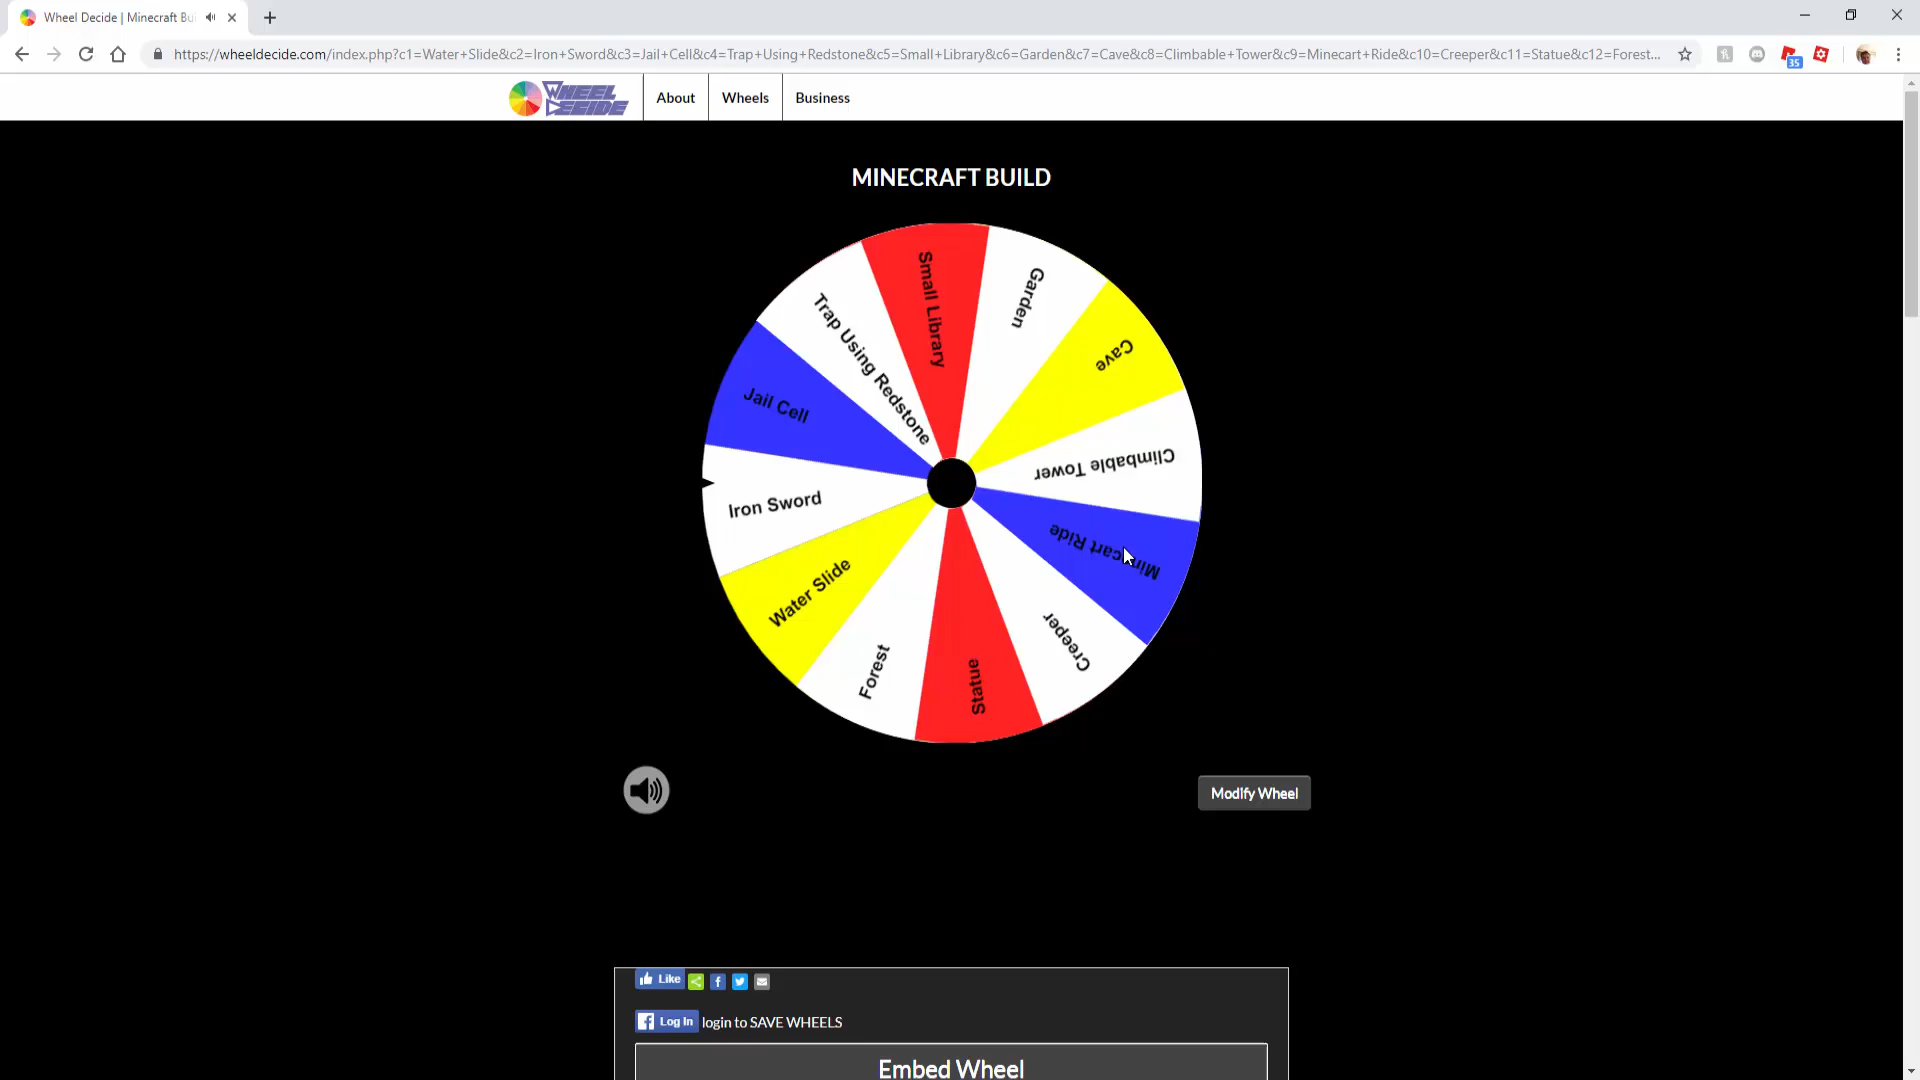 Wheel Decide | Minecraft Bu
https://wheeldecide.com/index.php?c1=Water+Slide&c2=Iron+Sword&c3=Jail+Cell&c4=Trap+Using+Redstone&c5=Small+Library&c6=Garden&c7=Cave&c8=Climbable+Tower&c9=Minecart+Ride&c10=Creeper&c11=Statue&c12=Forest...
35
WHEEL DECIDE
About
Wheels
Business
MINECRAFT BUILD
Small Library
Garden
Trap Using Redstone
Cave
Jail Cell
Climbable Tower
Iron Sword
Minecart Ride
Water Slide
Creeper
Forest
Statue
Modify Wheel
Like
Log In login to SAVE WHEELS
Embed Wheel